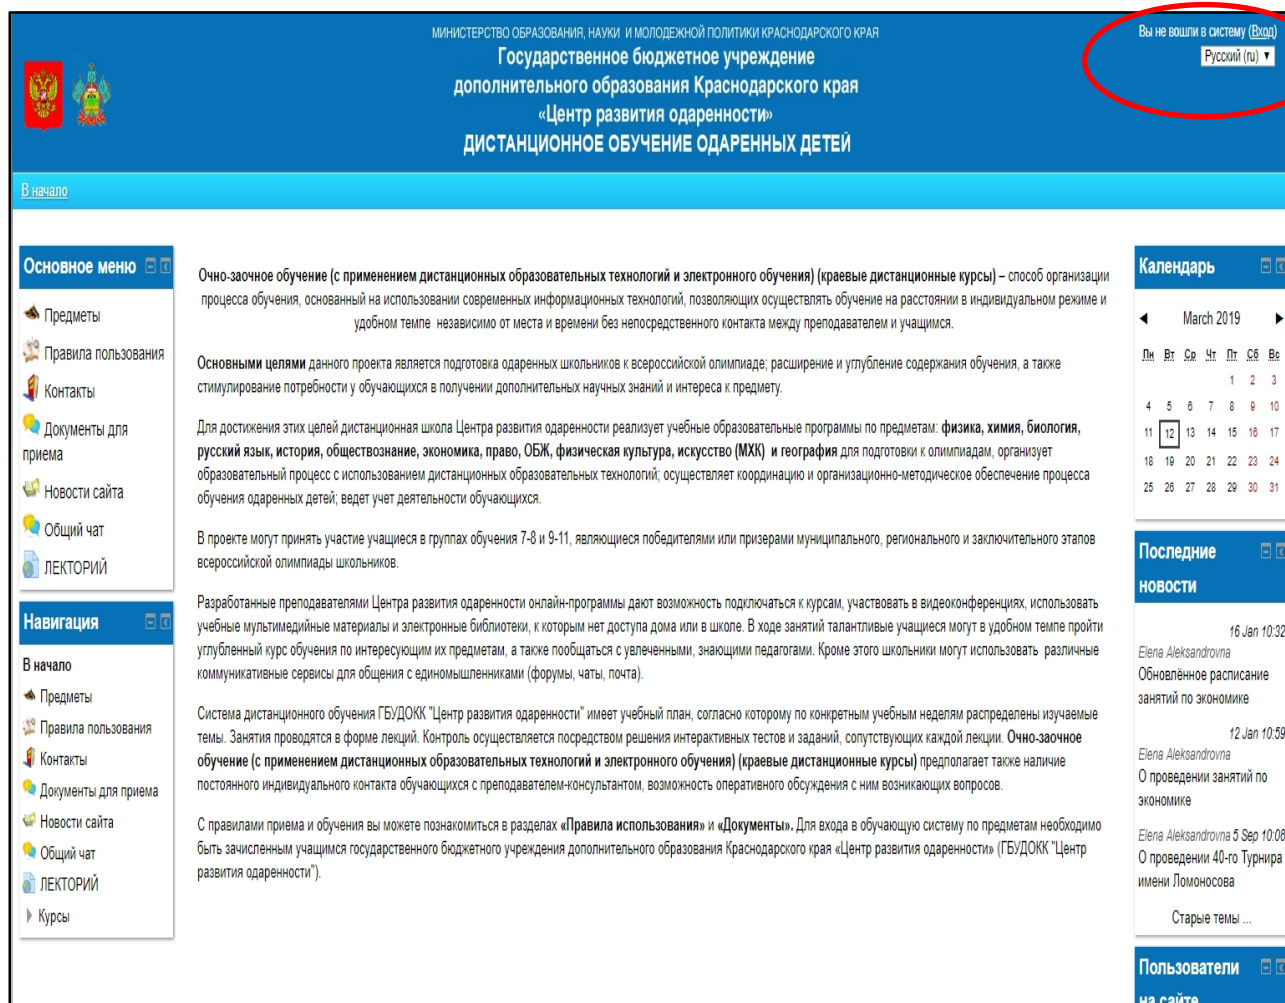 МИНИСТЕРСТВО ОБРАЗОВАНИЯ, НАУКИ И МОЛОДЕЖНОЙ ПОЛИТИКИ КРАСНОДАРСКОГО КРАЯ
Государственное бюджетное учреждение
дополнительного образования Краснодарского края
«Центр развития одаренности»
ДИСТАНЦИОННОЕ ОБУЧЕНИЕ ОДАРЕННЫХ ДЕТЕЙ
Вы не вошли в систему (Вход)
Русский (ru)
В начало
Основное меню
Предметы
Правила пользования
Контакты
Документы для
приема
Новости сайта
Общий чат
ЛЕКТОРИЙ
Навигация
В начало
Предметы
Правила пользования
Контакты
Документы для приема
Новости сайта
Общий чат
ЛЕКТОРИЙ
Курсы
Очно-заочное обучение (с применением дистанционных образовательных технологий и электронного обучения) (краевые дистанционные курсы) – способ организации
процесса обучения, основанный на использовании современных информационных технологий, позволяющих осуществлять обучение на расстоянии в индивидуальном режиме и
удобном темпе независимо от места и времени без непосредственного контакта между преподавателем и учащимся.
Основными целями данного проекта является подготовка одаренных школьников к всероссийской олимпиаде; расширение и углубление содержания обучения, а также
стимулирование потребности у обучающихся в получении дополнительных научных знаний и интереса к предмету.
Для достижения этих целей дистанционная школа Центра развития одаренности реализует учебные образовательные программы по предметам: физика, химия, биология,
русский язык, история, обществознание, экономика, право, ОБЖ, физическая культура, искусство (МХК) и география для подготовки к олимпиадам, организует
образовательный процесс с использованием дистанционных образовательных технологий; осуществляет координацию и организационно-методическое обеспечение процесса
обучения одаренных детей; ведет учет деятельности обучающихся.
В проекте могут принять участие учащиеся в группах обучения 7-8 и 9-11, являющиеся победителями или призерами муниципального, регионального и заключительного этапов
всероссийской олимпиады школьников.
Разработанные преподавателями Центра развития одаренности онлайн-программы дают возможность подключаться к курсам, участвовать в видеоконференциях, использовать
учебные мультимедийные материалы и электронные библиотеки, к которым нет доступа дома или в школе. В ходе занятий талантливые учащиеся могут в удобном темпе пройти
углубленный курс обучения по интересующим их предметам, а также пообщаться с увлеченными, знающими педагогами. Кроме этого школьники могут использовать различные
коммуникативные сервисы для общения с единомышленниками (форумы, чаты, почта).
Система дистанционного обучения ГБУДОКК "Центр развития одаренности" имеет учебный план, согласно которому по конкретным учебным неделям распределены изучаемые
темы. Занятия проводятся в форме лекций. Контроль осуществляется посредством решения интерактивных тестов и заданий, сопутствующих каждой лекции. Очно-заочное
обучение (с применением дистанционных образовательных технологий и электронного обучения) (краевые дистанционные курсы) предполагает также наличие
постоянного индивидуального контакта обучающихся с преподавателем-консультантом, возможность оперативного обсуждения с ним возникающих вопросов.
С правилами приема и обучения вы можете познакомиться в разделах «Правила использования» и «Документы». Для входа в обучающую систему по предметам необходимо
быть зачисленным учащимся государственного бюджетного учреждения дополнительного образования Краснодарского края «Центр развития одаренности» (ГБУДОКК "Центр
развития одаренности").
Календарь
March 2019
Пн Вт Ср Чт Пт Сб Вс
1 2 3
4 5 6 7 8 9 10
11 12 13 14 15 16 17
18 19 20 21 22 23 24
25 26 27 28 29 30 31
Последние
новости
16 Jan 10:32
Elena Aleksandrovna
Обновлённое расписание
занятий по экономике
12 Jan 10:59
Elena Aleksandrovna
О проведении занятий по
экономике
Elena Aleksandrovna 5 Sep 10:08
О проведении 40-го Турнира
имени Ломоносова
Старые темы ...
Пользователи
на сайте